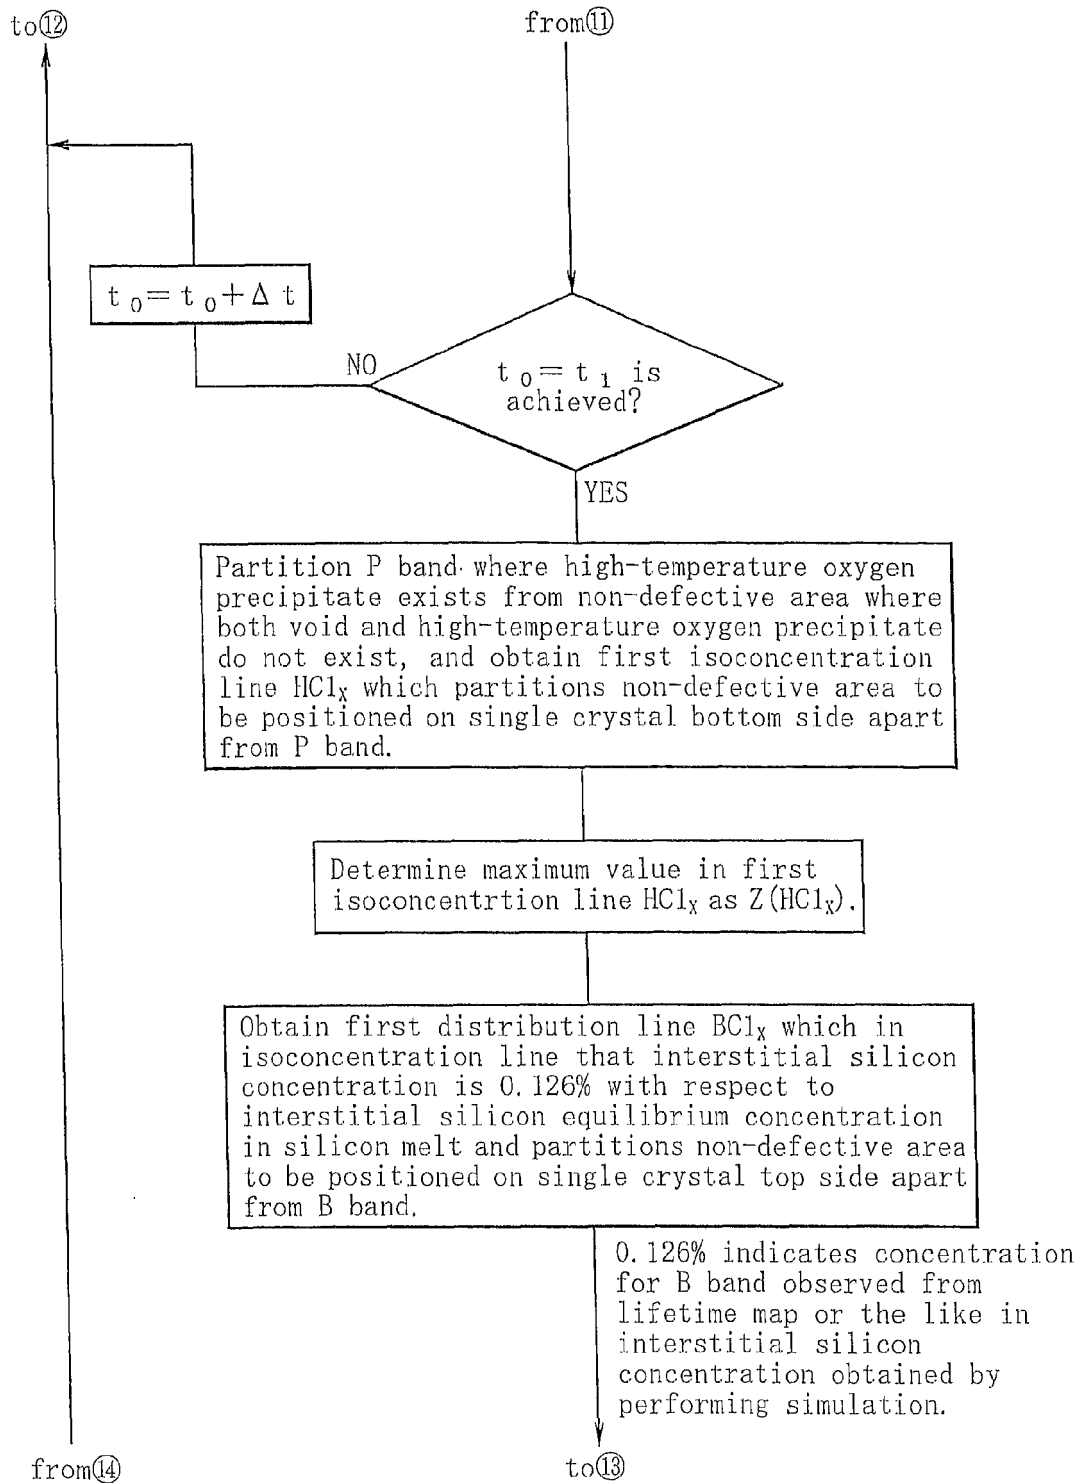 to⑫
from⑪
t₀=t₀+Δt
NO
t₀=t₁ is
achieved?
YES
Partition P band where high-temperature oxygen
precipitate exists from non-defective area where
both void and high-temperature oxygen precipitate
do not exist, and obtain first isoconcentration
line HC1ₓ which partitions non-defective area to
be positioned on single crystal bottom side apart
from P band.
Determine maximum value in first
isoconcentrtion line HC1ₓ as Z(HC1ₓ).
Obtain first distribution line BC1ₓ which in
isoconcentration line that interstitial silicon
concentration is 0.126% with respect to
interstitial silicon equilibrium concentration
in silicon melt and partitions non-defective area
to be positioned on single crystal top side apart
from B band.
0.126% indicates concentration
for B band observed from
lifetime map or the like in
interstitial silicon
concentration obtained by
performing simulation.
from⑭
to⑬